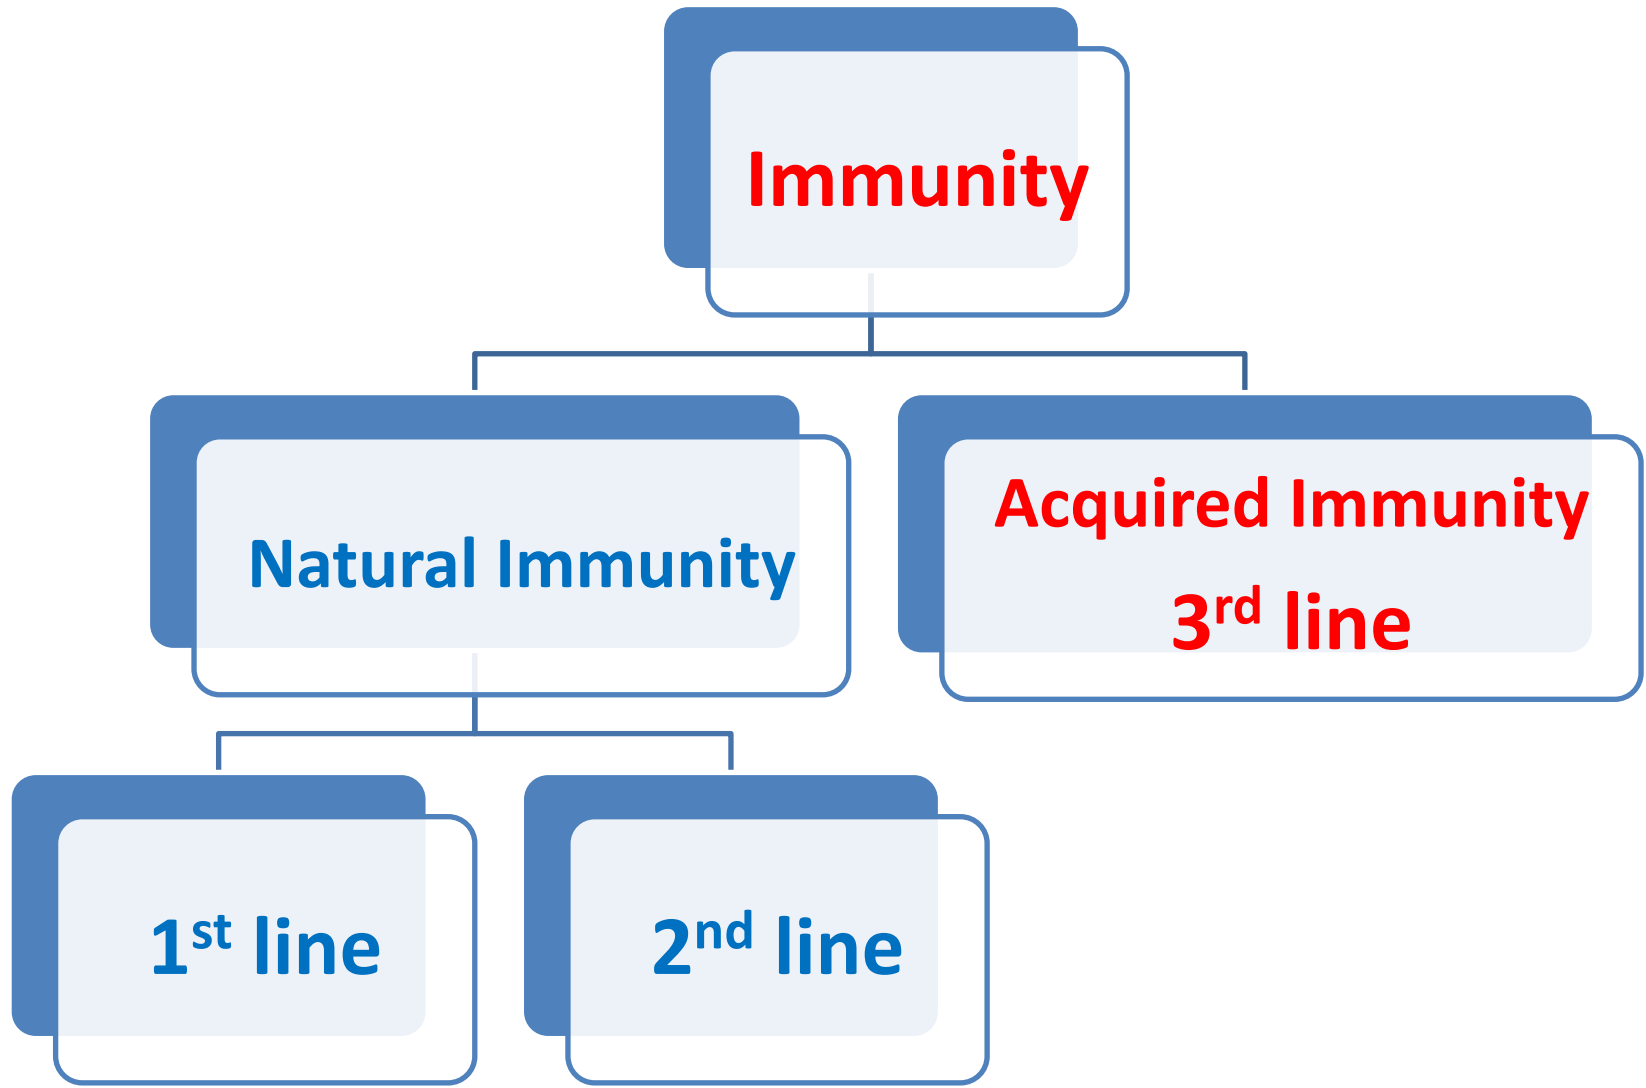 Immunity
Natural Immunity
Acquired Immunity
3rd line
1st line
2nd line